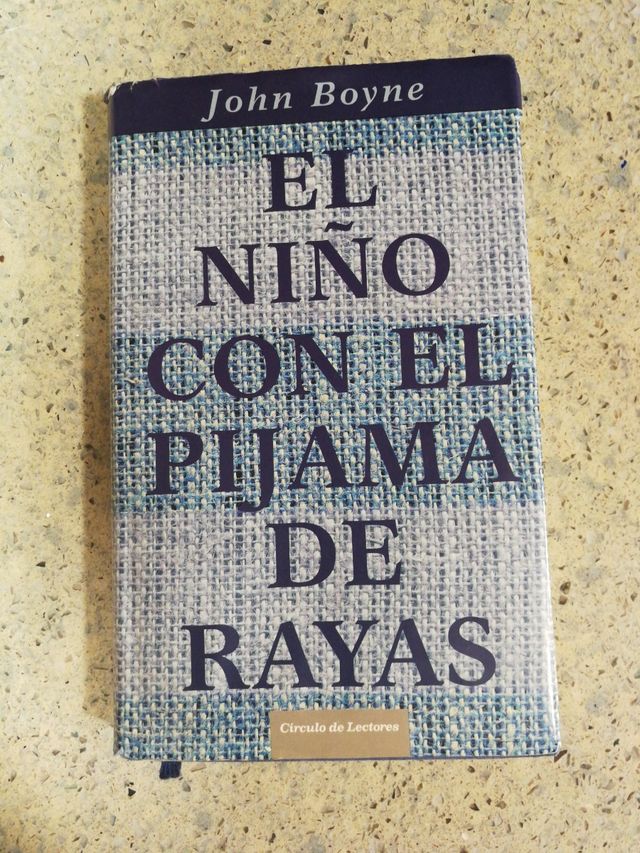 John Boyne
EL
NIÑO
CON EL
PIJAMA
DE
RAYAS
Círculo de Lectores